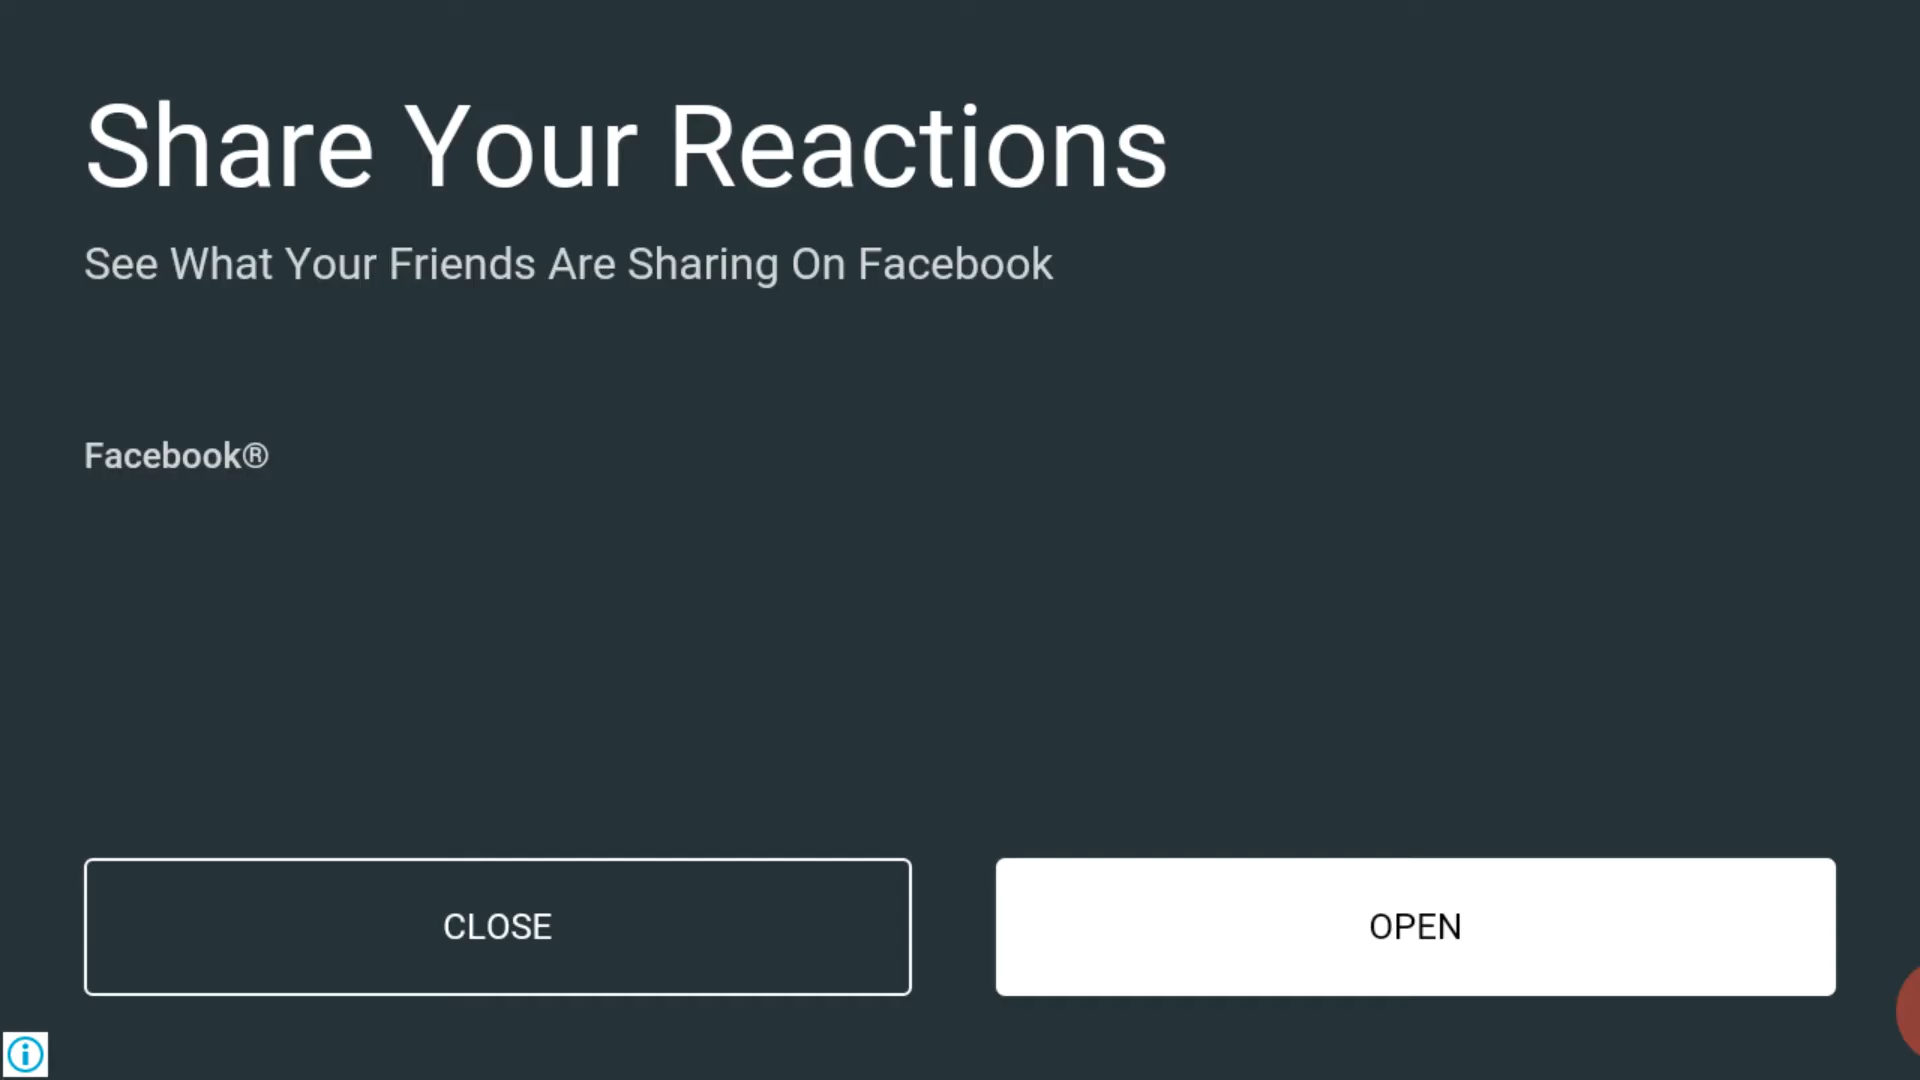 Share Your Reactions
See What Your Friends Are Sharing On Facebook
Facebook®
CLOSE
OPEN